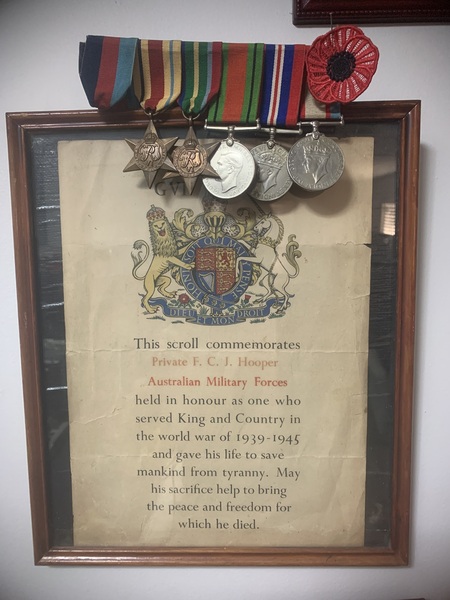 GVI
HONI SOIT QUI MAL Y PENSE
DIEU ET MON DROIT
This scroll commemorates
Private F. C. J. Hooper
Australian Military Forces
held in honour as one who
served King and Country in
the world war of 1939-1945
and gave his life to save
mankind from tyranny. May
his sacrifice help to bring
the peace and freedom for
which he died.